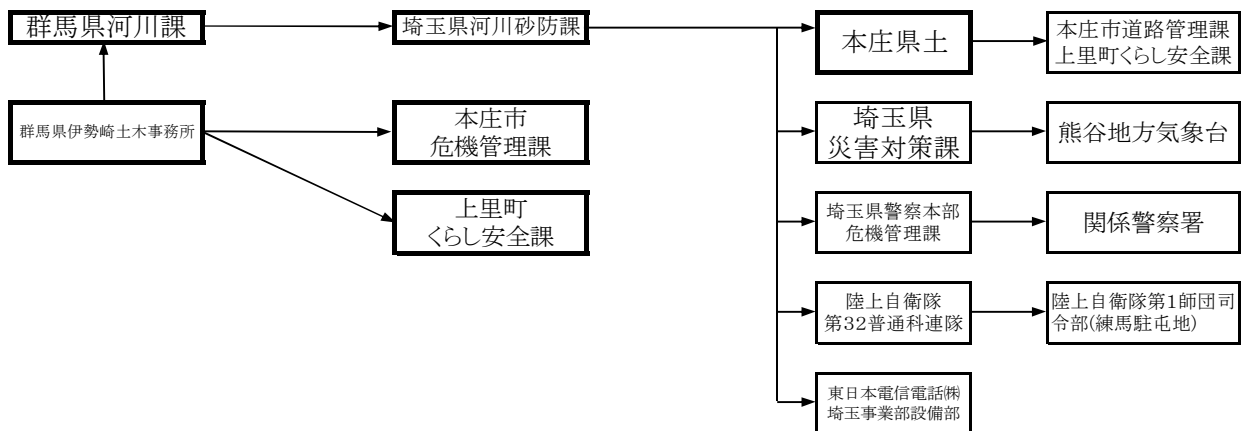 群馬県河川課
埼玉県河川砂防課
本庄県土
本庄市道路管理課
上里町くらし安全課
群馬県伊勢崎土木事務所
本庄市
危機管理課
埼玉県
災害対策課
熊谷地方気象台
上里町
くらし安全課
埼玉県警察本部
危機管理課
関係警察署
陸上自衛隊
第32普通科連隊
陸上自衛隊第1師団司
令部(練馬駐屯地)
東日本電信電話㈱
埼玉事業部設備部